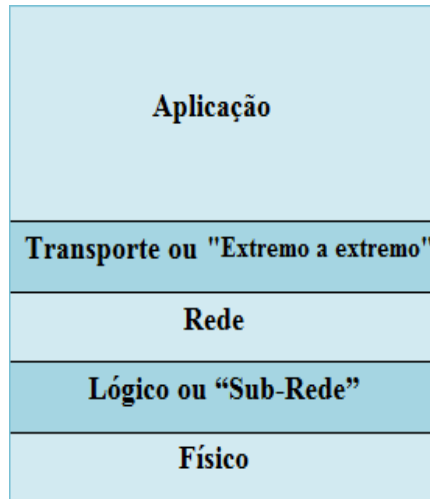 Aplicação
Transporte ou "Extremo a extremo"
Rede
Lógico ou “Sub-Rede”
Físico